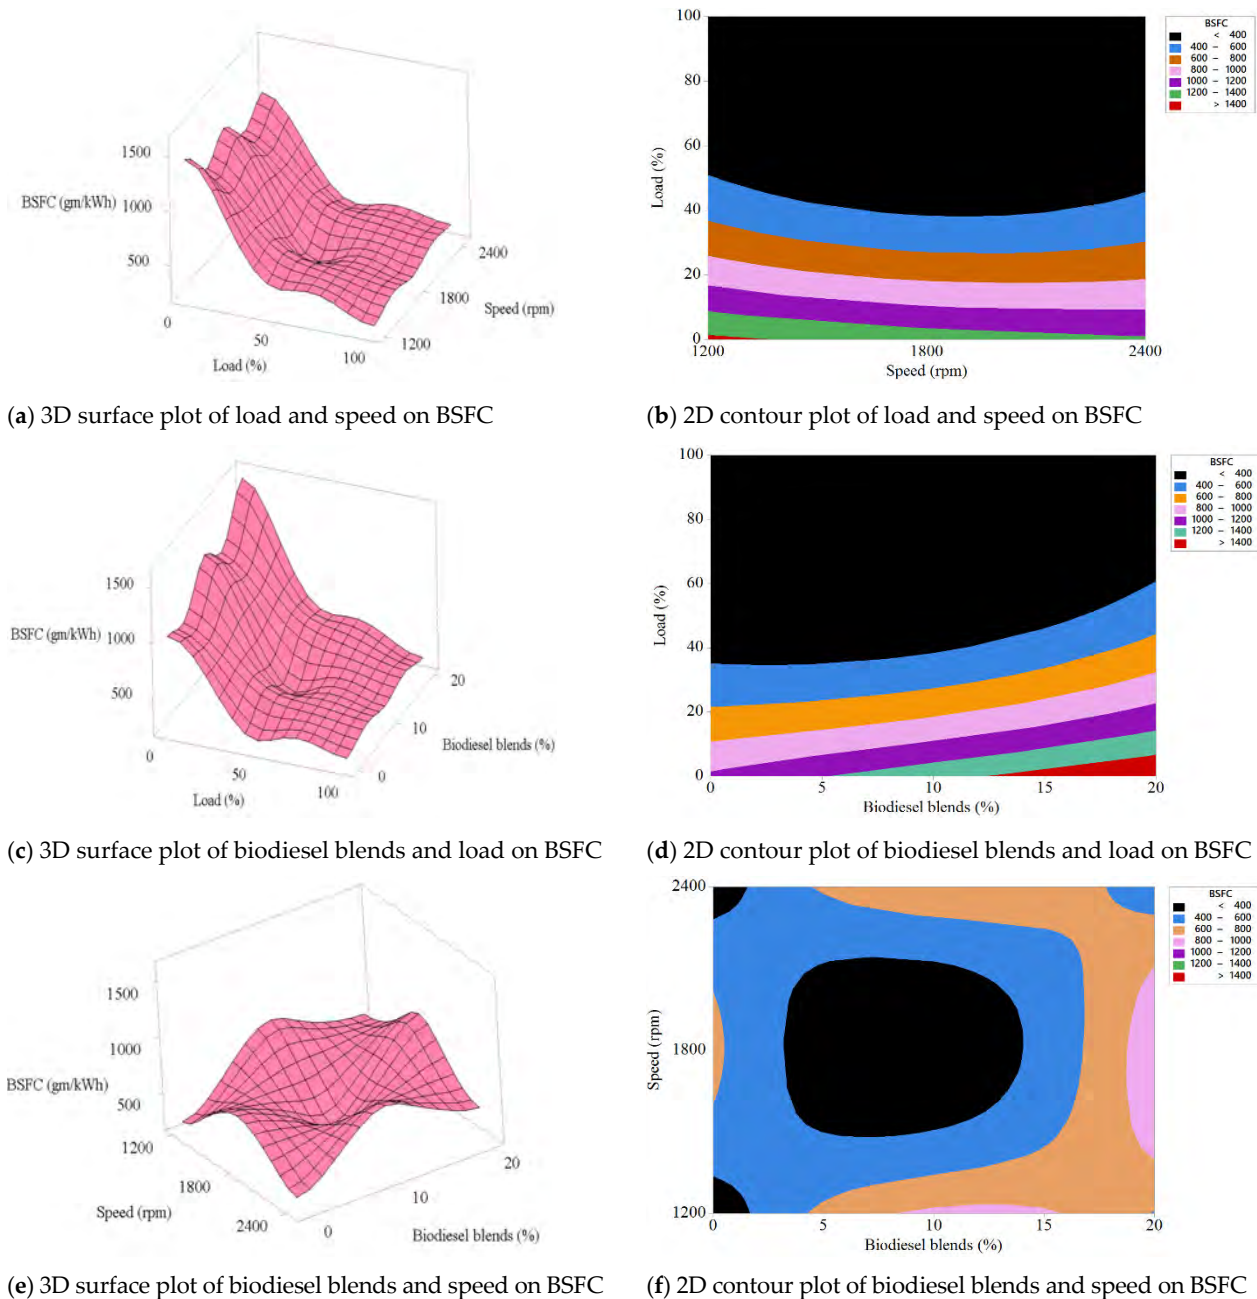 1500
BSFC (gm/kWh)
1000
500
0
50
100
Load (%)
2400
1800
Speed (rpm)
1200
100
80
60
40
20
0
Load (%)
1200
1800
2400
Speed (rpm)
BSFC
< 400
400 – 600
600 – 800
800 – 1000
1000 – 1200
1200 – 1400
> 1400
(a) 3D surface plot of load and speed on BSFC
(b) 2D contour plot of load and speed on BSFC
1500
BSFC (gm/kWh)
1000
500
0
50
100
Load (%)
20
10
Biodiesel blends (%)
0
100
80
60
40
20
0
Load (%)
0
5
10
15
20
Biodiesel blends (%)
BSFC
< 400
400 – 600
600 – 800
800 – 1000
1000 – 1200
1200 – 1400
> 1400
(c) 3D surface plot of biodiesel blends and load on BSFC
(d) 2D contour plot of biodiesel blends and load on BSFC
1500
1000
BSFC (gm/kWh)
500
1200
1800
Speed (rpm)
2400
20
10
0
Biodiesel blends (%)
2400
1800
1200
Speed (rpm)
0
5
10
15
20
Biodiesel blends (%)
BSFC
< 400
400 – 600
600 – 800
800 – 1000
1000 – 1200
1200 – 1400
> 1400
(e) 3D surface plot of biodiesel blends and speed on BSFC
(f) 2D contour plot of biodiesel blends and speed on BSFC